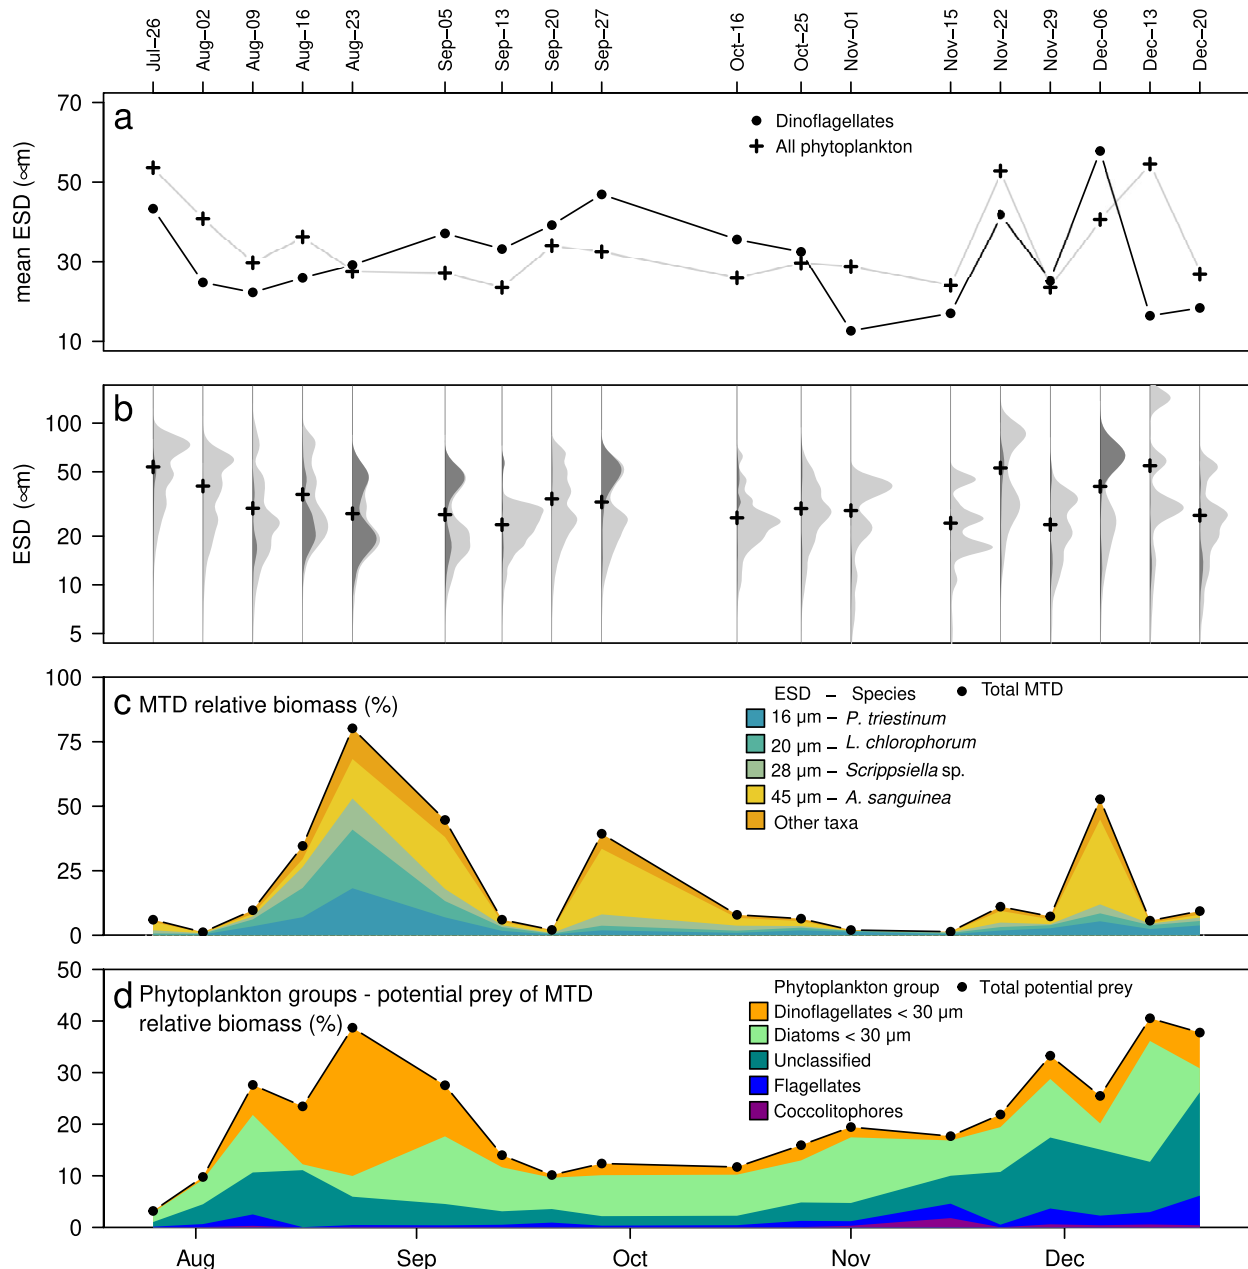 Jul–26 Aug–02 Aug–09 Aug–16 Aug–23 Sep–05 Sep–13 Sep–20 Sep–27 Oct–16 Oct–25 Nov–01 Nov–15 Nov–22 Nov–29 Dec–06 Dec–13 Dec–20
70
50
30
10
mean ESD (∝m)
a
Dinoflagellates
All phytoplankton
100
50
20
10
5
ESD (∝m)
b
100
75
50
25
0
c MTD relative biomass (%)
ESD – Species
Total MTD
16 µm – P. triestinum
20 µm – L. chlorophorum
28 µm – Scrippsiella sp.
45 µm – A. sanguinea
Other taxa
50
40
30
20
10
0
d Phytoplankton groups - potential prey of MTD
relative biomass (%)
Phytoplankton group
Total potential prey
Dinoflagellates < 30 µm
Diatoms < 30 µm
Unclassified
Flagellates
Coccolitophores
Aug Sep Oct Nov Dec